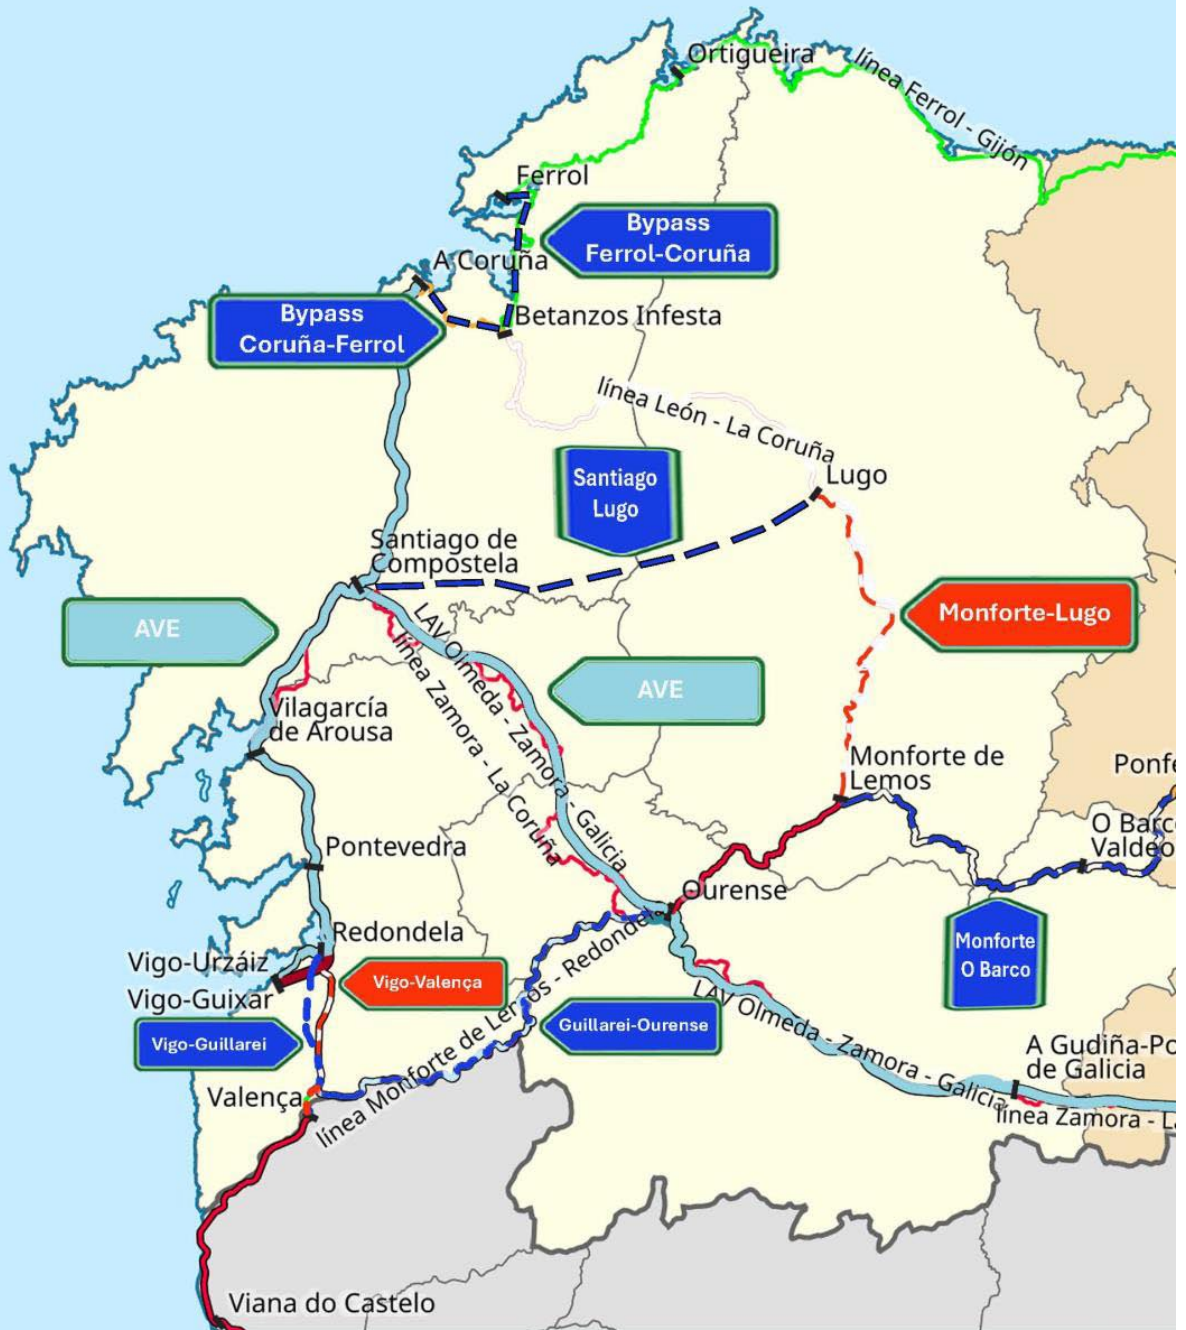 Ortigueira
línea Ferrol - Gijón
Ferrol
Bypass
Ferrol-Coruña
A Coruña
Bypass
Coruña-Ferrol
Betanzos Infesta
línea León - La Coruña
Lugo
Santiago
Lugo
Santiago de
Compostela
AVE
Monforte-Lugo
LAV Olmeda - Zamora - Galicia
línea Zamora - La Coruña
AVE
Vilagarcía
de Arousa
Monforte de
Lemos
Ponfe
O Barc
Valdeo
Pontevedra
Ourense
Redondela
Vigo-Urzáiz
Vigo-Guixar
Vigo-Valença
Monforte
O Barco
línea Monforte de Lemos - Redondela
Guillarei-Ourense
LAV Olmeda - Zamora - Galicia
Vigo-Guillarei
A Gudiña-Po
de Galicia
Valença
línea Zamora - La
Viana do Castelo